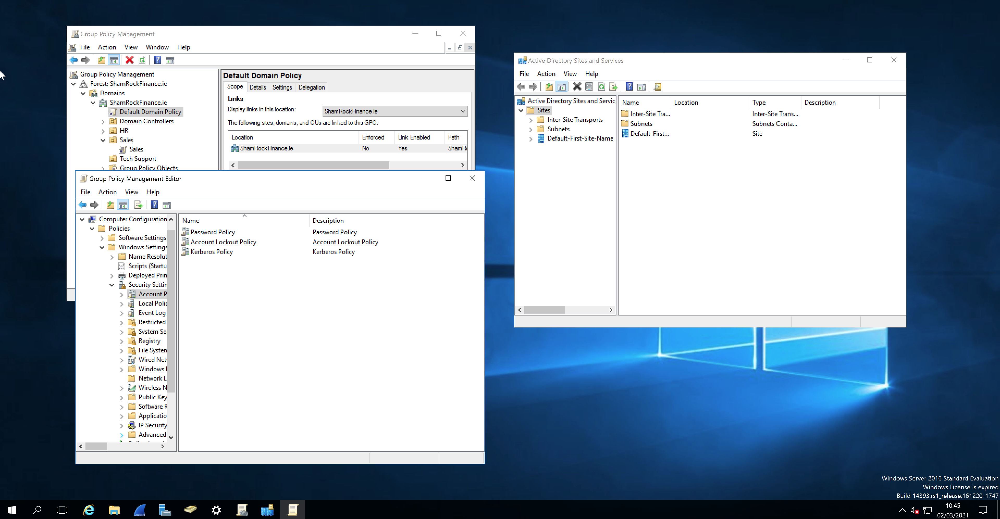 Group Policy Management
File Action View Window Help
Group Policy Management
Forest: ShamRockFinance.ie
Domains
ShamRockFinance.ie
Default Domain Policy
Domain Controllers
HR
Sales
Sales
Tech Support
Group Policy Objects
Default Domain Policy
Scope Details Settings Delegation
Links
Display links in this location: ShamRockFinance.ie
The following sites, domains, and OUs are linked to this GPO:
Location Enforced Link Enabled Path
ShamRockFinance.ie No Yes ShamR
Group Policy Management Editor
File Action View Help
Computer Configuration
Policies
Software Settings
Windows Settings
Name Resolut
Scripts (Startu
Deployed Prin
Security Settin
Account P
Local Polic
Event Log
Restricted
System Se
Registry
File System
Wired Net
Windows F
Network L
Wireless N
Public Key
Software R
Applicatio
IP Security
Advanced
Name Description
Password Policy Password Policy
Account Lockout Policy Account Lockout Policy
Kerberos Policy Kerberos Policy
Active Directory Sites and Services
File Action View Help
Active Directory Sites and Servic
Sites
Inter-Site Transports
Subnets
Default-First-Site-Name
Name Location Type Description
Inter-Site Tra... Inter-Site Trans...
Subnets Subnets Conta...
Default-First... Site
Windows Server 2016 Standard Evaluation
Windows License is expired
Build 14393.rs1_release.161220-1747
10:45
02/03/2021